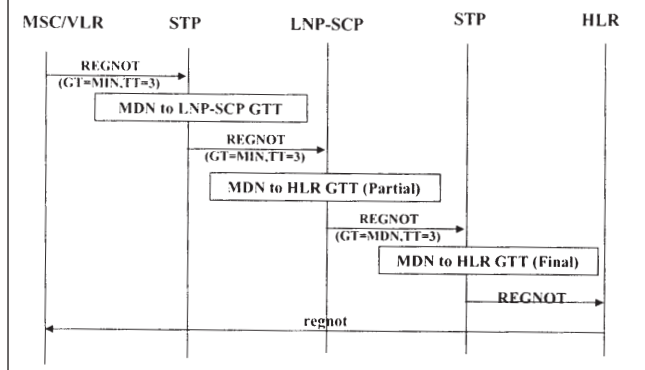 MSC/VLR STP LNP-SCP STP HLR
REGNOT
(GT=MIN,TT=3)
MDN to LNP-SCP GTT
REGNOT
(GT=MIN,TT=3)
MDN to HLR GTT (Partial)
REGNOT
(GT=MDN,TT=3)
MDN to HLR GTT (Final)
REGNOT
regnot